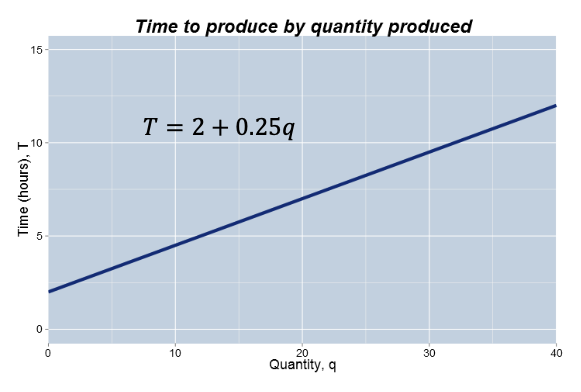 Time to produce by quantity produced
15
T = 2 + 0.25q
10
Time (hours), T
5
0
0 10 20 30 40
Quantity, q